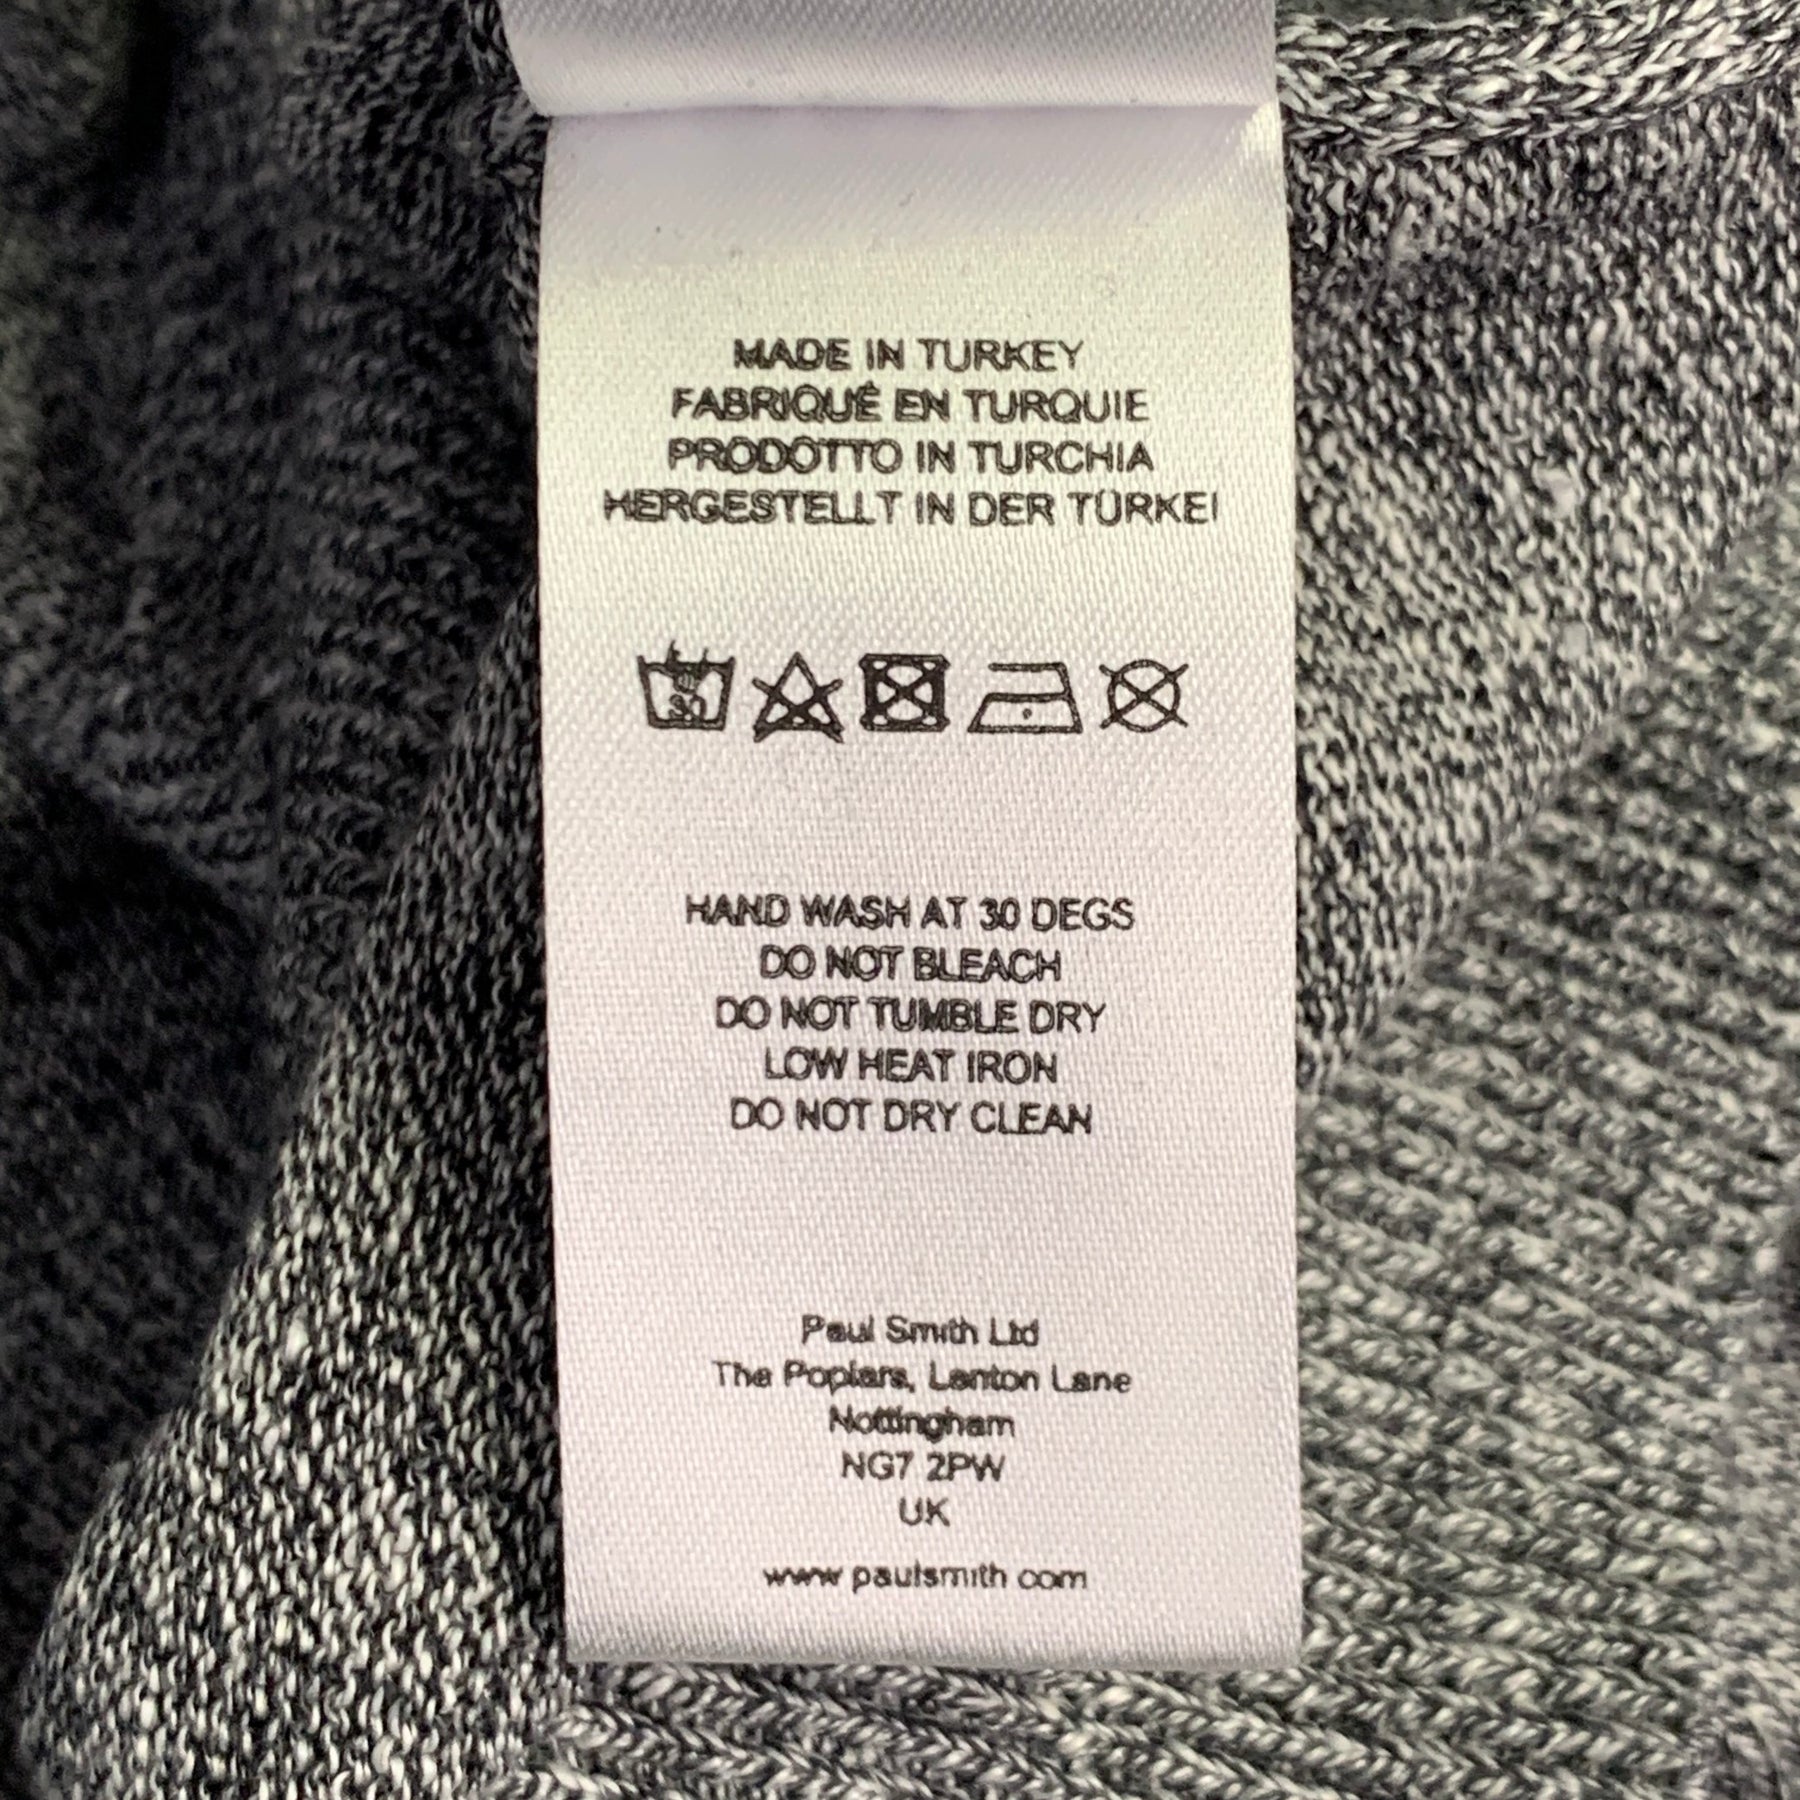 MADE IN TURKEY
FABRIQUÉ EN TURQUIE
PRODOTTO IN TURCHIA
HERGESTELLT IN DER TÜRKEI
30
HAND WASH AT 30 DEGS
DO NOT BLEACH
DO NOT TUMBLE DRY
LOW HEAT IRON
DO NOT DRY CLEAN
Paul Smith Ltd
The Poplars, Lenton Lane
Nottingham
NG7 2PW
UK
www.paulsmith.com